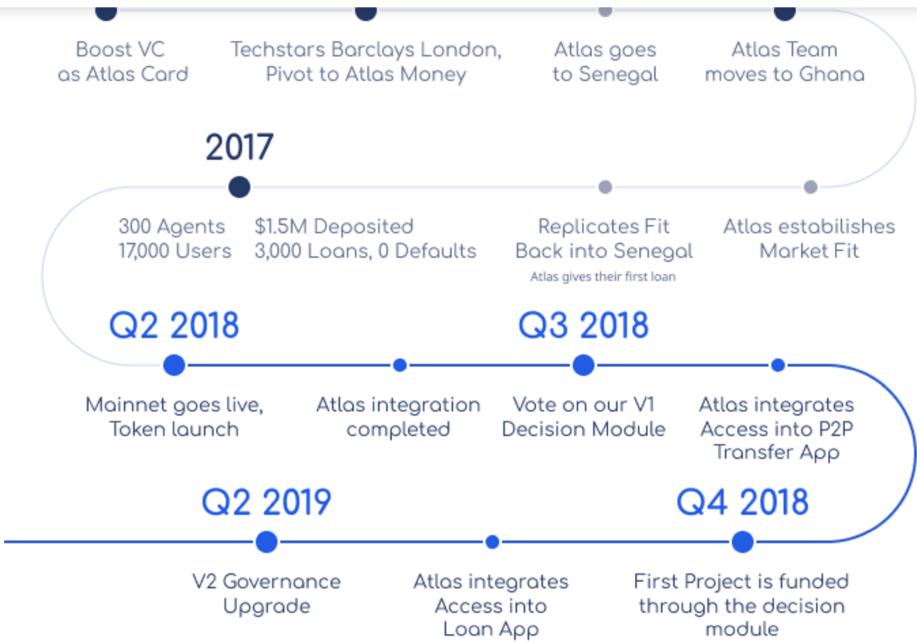 Boost VC
as Atlas Card
Techstars Barclays London,
Pivot to Atlas Money
Atlas goes
to Senegal
Atlas Team
moves to Ghana
2017
300 Agents
17,000 Users
$1.5M Deposited
3,000 Loans, 0 Defaults
Replicates Fit
Back into Senegal
Atlas gives their first loan
Atlas estabilishes
Market Fit
Q2 2018
Mainnet goes live,
Token launch
Atlas integration
completed
Q3 2018
Vote on our V1
Decision Module
Atlas integrates
Access into P2P
Transfer App
Q2 2019
V2 Governance
Upgrade
Atlas integrates
Access into
Loan App
Q4 2018
First Project is funded
through the decision
module